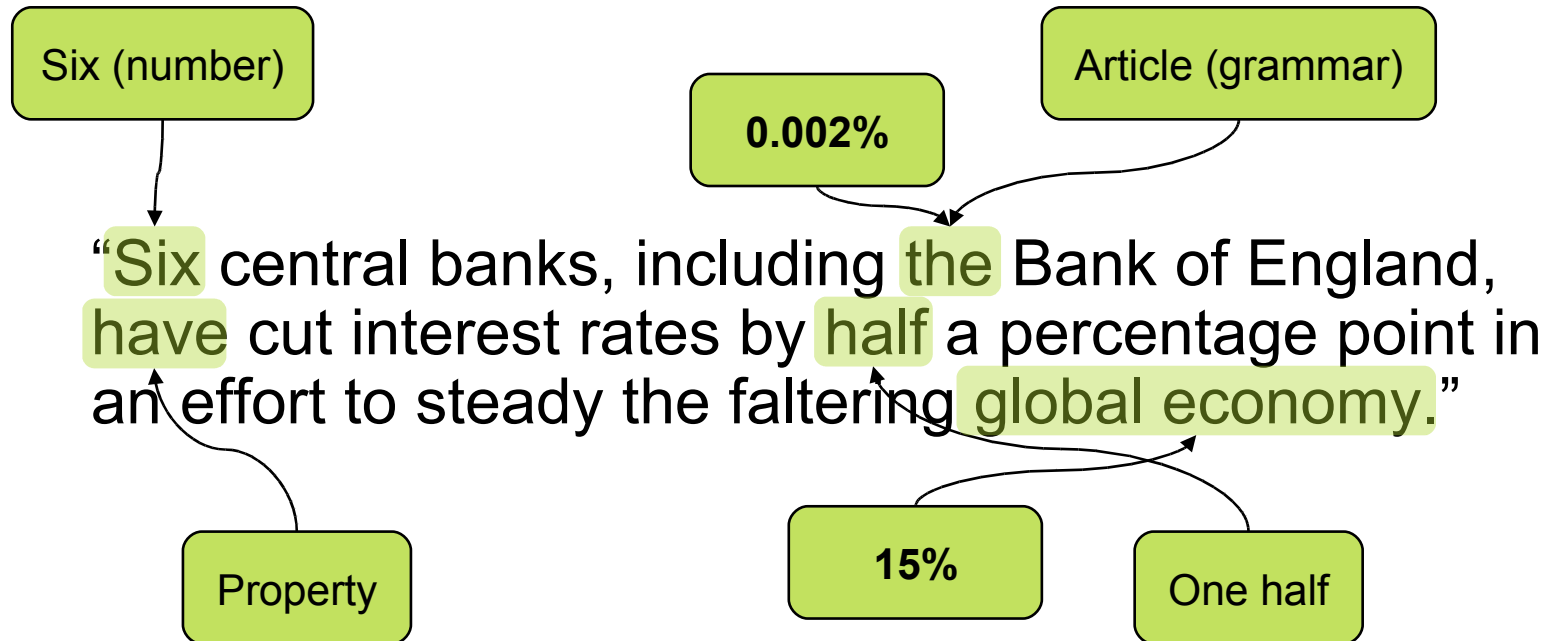 Six (number)
Article (grammar)
0.002%
“Six central banks, including the Bank of England,
have cut interest rates by half a percentage point in
an effort to steady the faltering global economy.”
Property
15%
One half